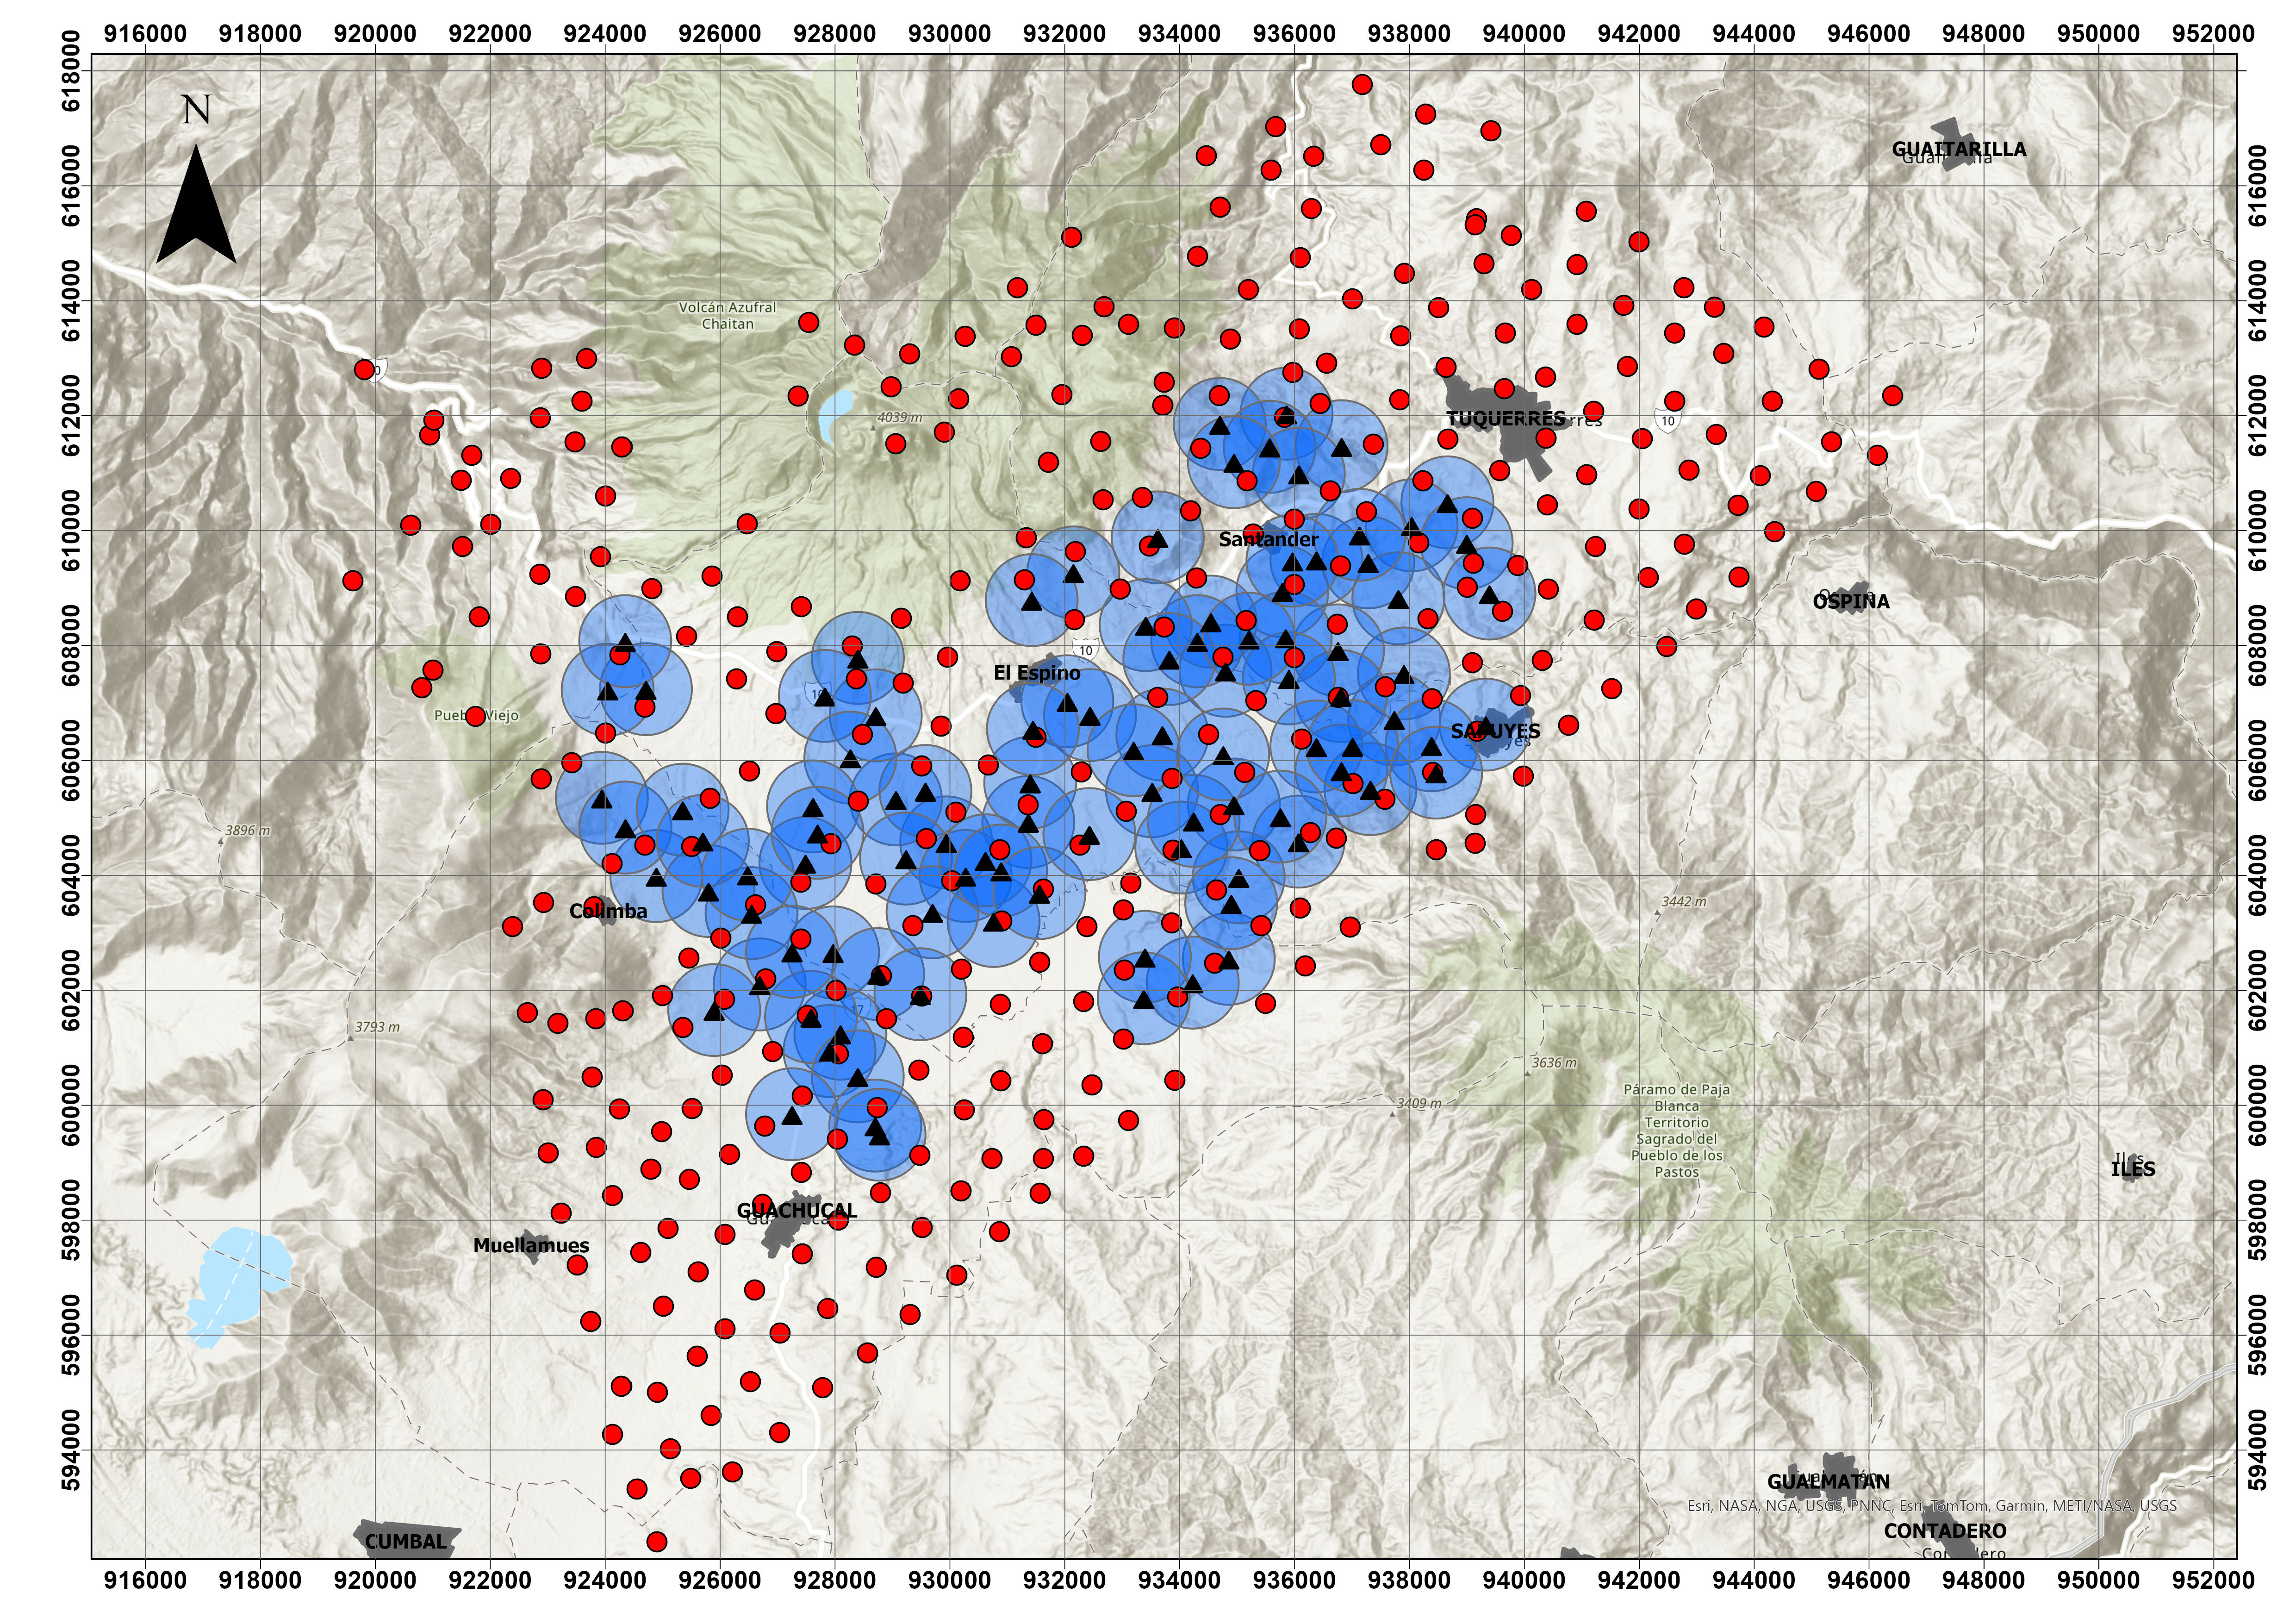 916000 918000 920000 922000 924000 926000 928000 930000 932000 934000 936000 938000 940000 942000 944000 946000 948000 950000 952000
618000
N
616000 616000
GUAITARILLA
614000 614000
Volcán Azufral
Chaitan
612000 612000
4039 m
TUQUERRES
10
610000 610000
Santander
OSPINA
608000 608000
10
El Espino
10
Pueblo Viejo
SAPUYES
606000 606000
3896 m
604000 604000
Colimba
3442 m
602000 602000
3793 m
3636 m
600000 600000
3409 m
Páramo de Paja
Blanca
Territorio
Sagrado del
Pueblo de los
Pastos
ILES
598000 598000
GUACHUCAL
Muellamues
596000 596000
594000 594000
GUALMATÁN
Esri, NASA, NGA, USGS, PNNC, Esri, TomTom, Garmin, METI/NASA, USGS
CONTADERO
CUMBAL
916000 918000 920000 922000 924000 926000 928000 930000 932000 934000 936000 938000 940000 942000 944000 946000 948000 950000 952000